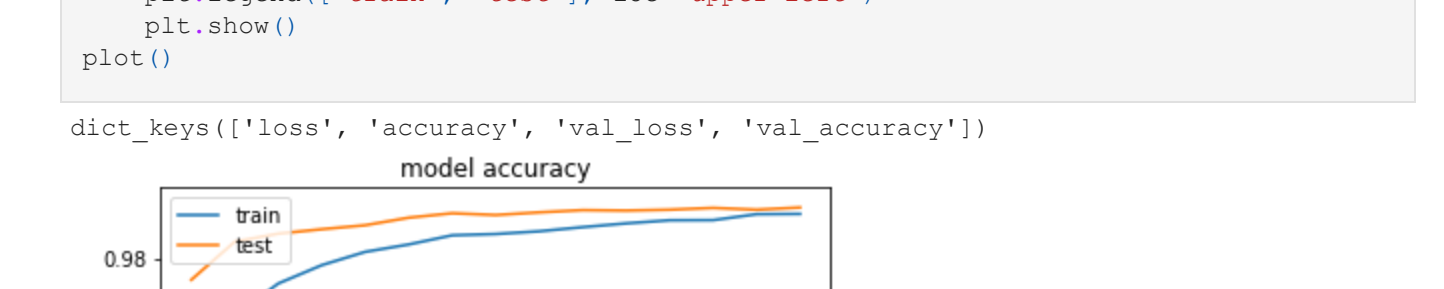 plt.show()
plot()
dict_keys(['loss', 'accuracy', 'val_loss', 'val_accuracy'])
model accuracy
train
test
0.98